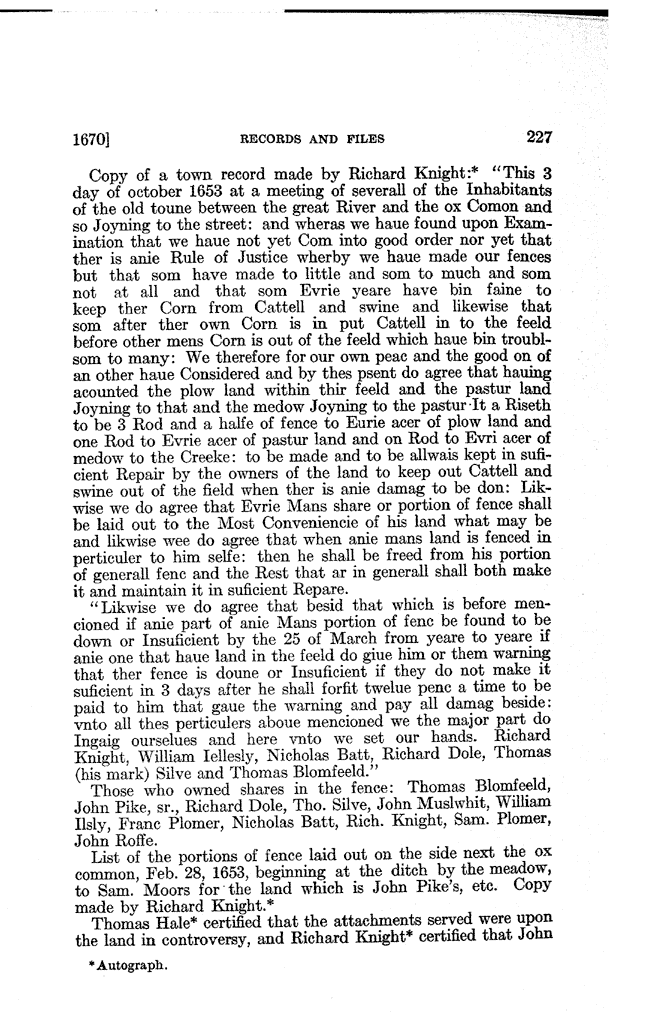 1670] RECORDS AND FILES 227
Copy of a town record made by Richard Knight:* "This 3
day of october 1653 at a meeting of severall of the Inhabitants
of the old toune between the great River and the ox Comon and
so Joyning to the street: and wheras we haue found upon Exam-
ination that we haue not yet Com into good order nor yet that
ther is anie Rule of Justice wherby we haue made our fences
but that som have made to little and som to much and som
not at all and that som Evrie yeare have bin faine to
keep ther Corn from Cattell and swine and likewise that
som after ther own Corn is in put Cattell in to the feeld
before other mens Corn is out of the feeld which haue bin troubl-
som to many: We therefore for our own peac and the good on of
an other haue Considered and by thes psent do agree that hauing
acounted the plow land within thir feeld and the pastur land
Joyning to that and the medow Joyning to the pastur It a Riseth
to be 3 Rod and a halfe of fence to Eurie acer of plow land and
one Rod to Evrie acer of pastur land and on Rod to Evri acer of
medow to the Creeke: to be made and to be allwais kept in sufi-
cient Repair by the owners of the land to keep out Cattell and
swine out of the field when ther is anie damag to be don: Lik-
wise we do agree that Evrie Mans share or portion of fence shall
be laid out to the Most Conveniencie of his land what may be
and likwise wee do agree that when anie mans land is fenced in
perticuler to him selfe: then he shall be freed from his portion
of generall fenc and the Rest that ar in generall shall both make
it and maintain it in suficient Repare.
"Likwise we do agree that besid that which is before men-
cioned if anie part of anie Mans portion of fenc be found to be
down or Insuficient by the 25 of March from yeare to yeare if
anie one that haue land in the feeld do giue him or them warning
that ther fence is doune or Insuficient if they do not make it
suficient in 3 days after he shall forfit twelue penc a time to be
paid to him that gaue the warning and pay all damag beside:
vnto all thes perticulers aboue mencioned we the major part do
Ingaig ourselues and here vnto we set our hands. Richard
Knight, William Iellesly, Nicholas Batt, Richard Dole, Thomas
(his mark) Silve and Thomas Blomfeeld."
Those who owned shares in the fence: Thomas Blomfeeld,
John Pike, sr., Richard Dole, Tho. Silve, John Muslwhit, William
Ilsly, Franc Plomer, Nicholas Batt, Rich. Knight, Sam. Plomer,
John Roffe.
List of the portions of fence laid out on the side next the ox
common, Feb. 28, 1653, beginning at the ditch by the meadow,
to Sam. Moors for the land which is John Pike's, etc. Copy
made by Richard Knight.*
Thomas Hale* certified that the attachments served were upon
the land in controversy, and Richard Knight* certified that John
*Autograph.